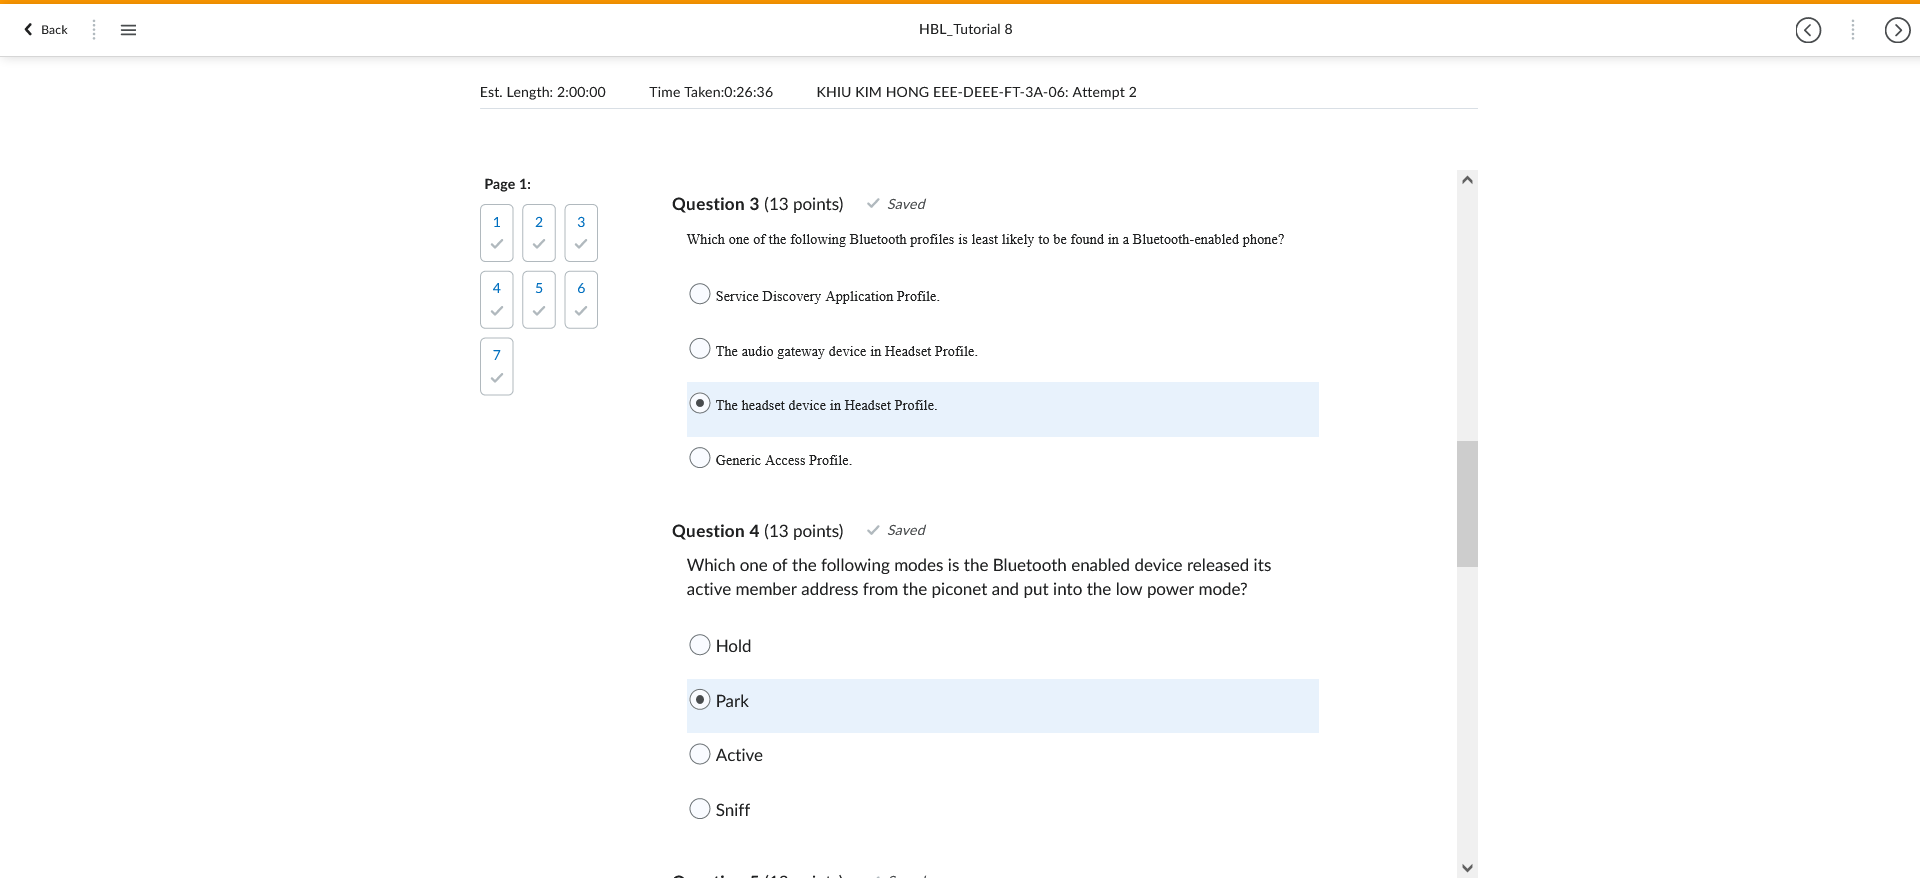 Back
HBL_Tutorial 8
Est. Length: 2:00:00 Time Taken:0:26:36 KHIU KIM HONG EEE-DEEE-FT-3A-06: Attempt 2
Page 1:
1 2 3
4 5 6
7
Question 3 (13 points) Saved
Which one of the following Bluetooth profiles is least likely to be found in a Bluetooth-enabled phone?
Service Discovery Application Profile.
The audio gateway device in Headset Profile.
The headset device in Headset Profile.
Generic Access Profile.
Question 4 (13 points) Saved
Which one of the following modes is the Bluetooth enabled device released its
active member address from the piconet and put into the low power mode?
Hold
Park
Active
Sniff